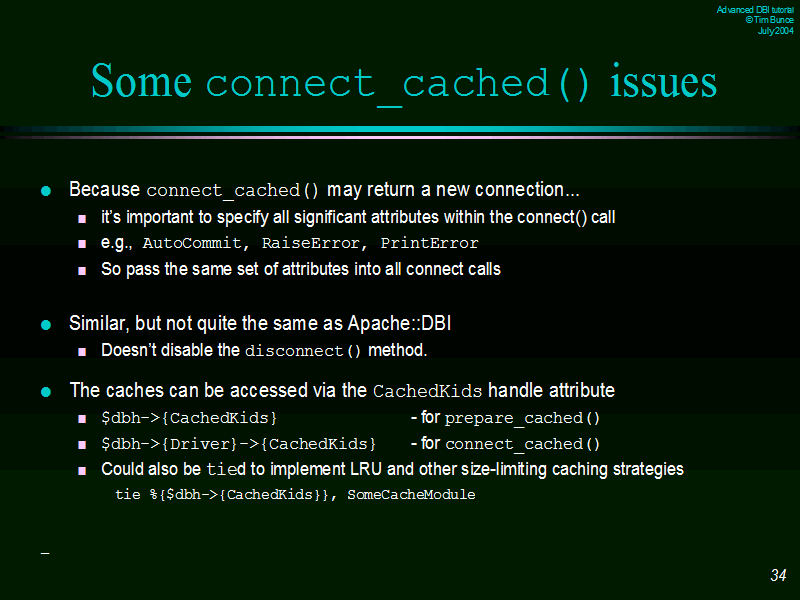 Advanced DBI tutorial
© Tim Bunce
July 2004
Some connect_cached() issues
Because connect_cached() may return a new connection...
it's important to specify all significant attributes within the connect() call
e.g., AutoCommit, RaiseError, PrintError
So pass the same set of attributes into all connect calls
Similar, but not quite the same as Apache::DBI
Doesn't disable the disconnect() method.
The caches can be accessed via the CachedKids handle attribute
$dbh->{CachedKids} - for prepare_cached()
$dbh->{Driver}->{CachedKids} - for connect_cached()
Could also be tied to implement LRU and other size-limiting caching strategies
tie %{$dbh->{CachedKids}}, SomeCacheModule
_
34